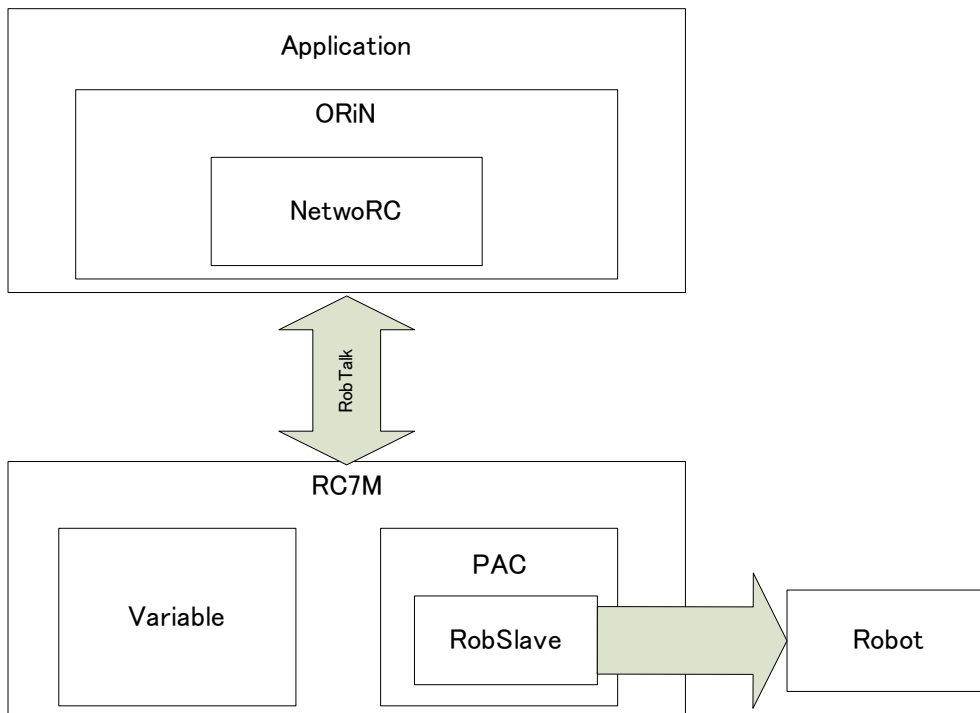 Application
ORiN
NetwoRC
RobTalk
RC7M
PAC
Variable
RobSlave
Robot